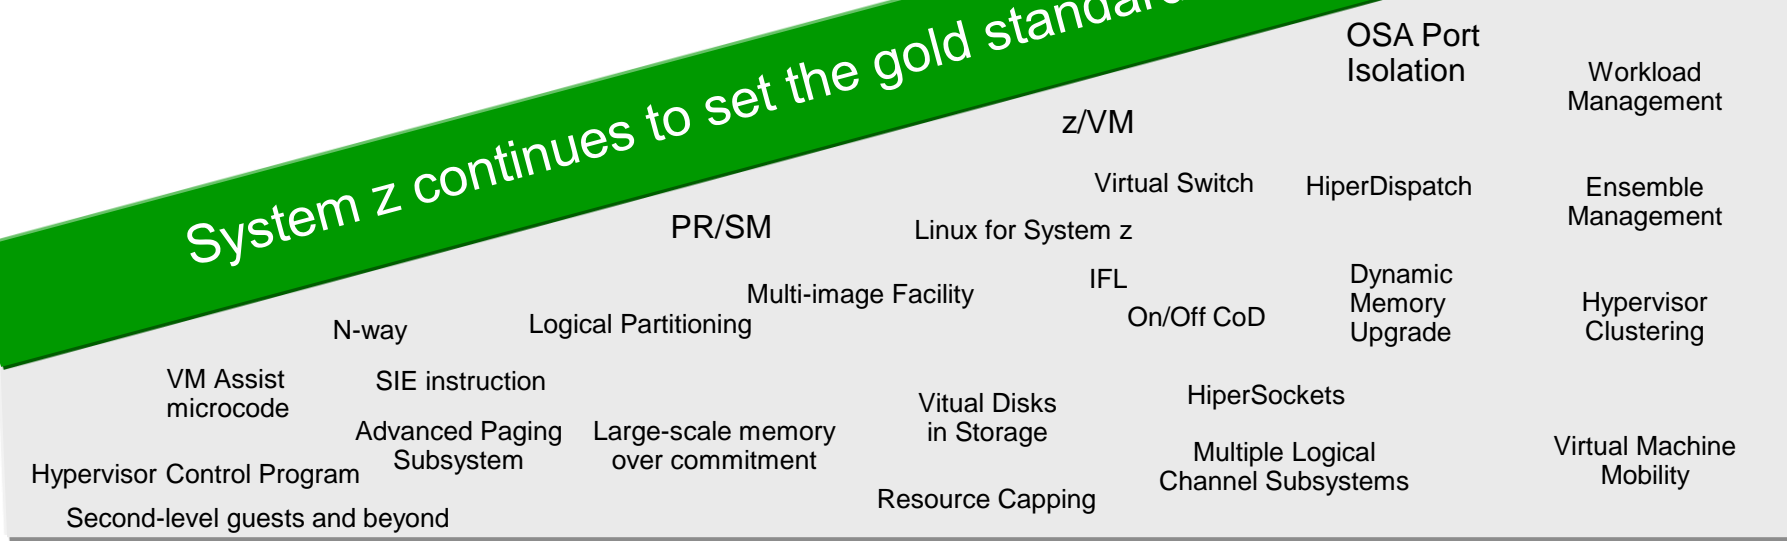 System z continues to set the gold standard
OSA Port
Isolation
Workload
Management
z/VM
Virtual Switch
HiperDispatch
Ensemble
Management
PR/SM
Linux for System z
IFL
Dynamic
Memory
Upgrade
Multi-image Facility
On/Off CoD
Hypervisor
Clustering
N-way
Logical Partitioning
VM Assist
microcode
SIE instruction
Vitual Disks
in Storage
HiperSockets
Advanced Paging
Subsystem
Large-scale memory
over commitment
Multiple Logical
Channel Subsystems
Virtual Machine
Mobility
Hypervisor Control Program
Resource Capping
Second-level guests and beyond